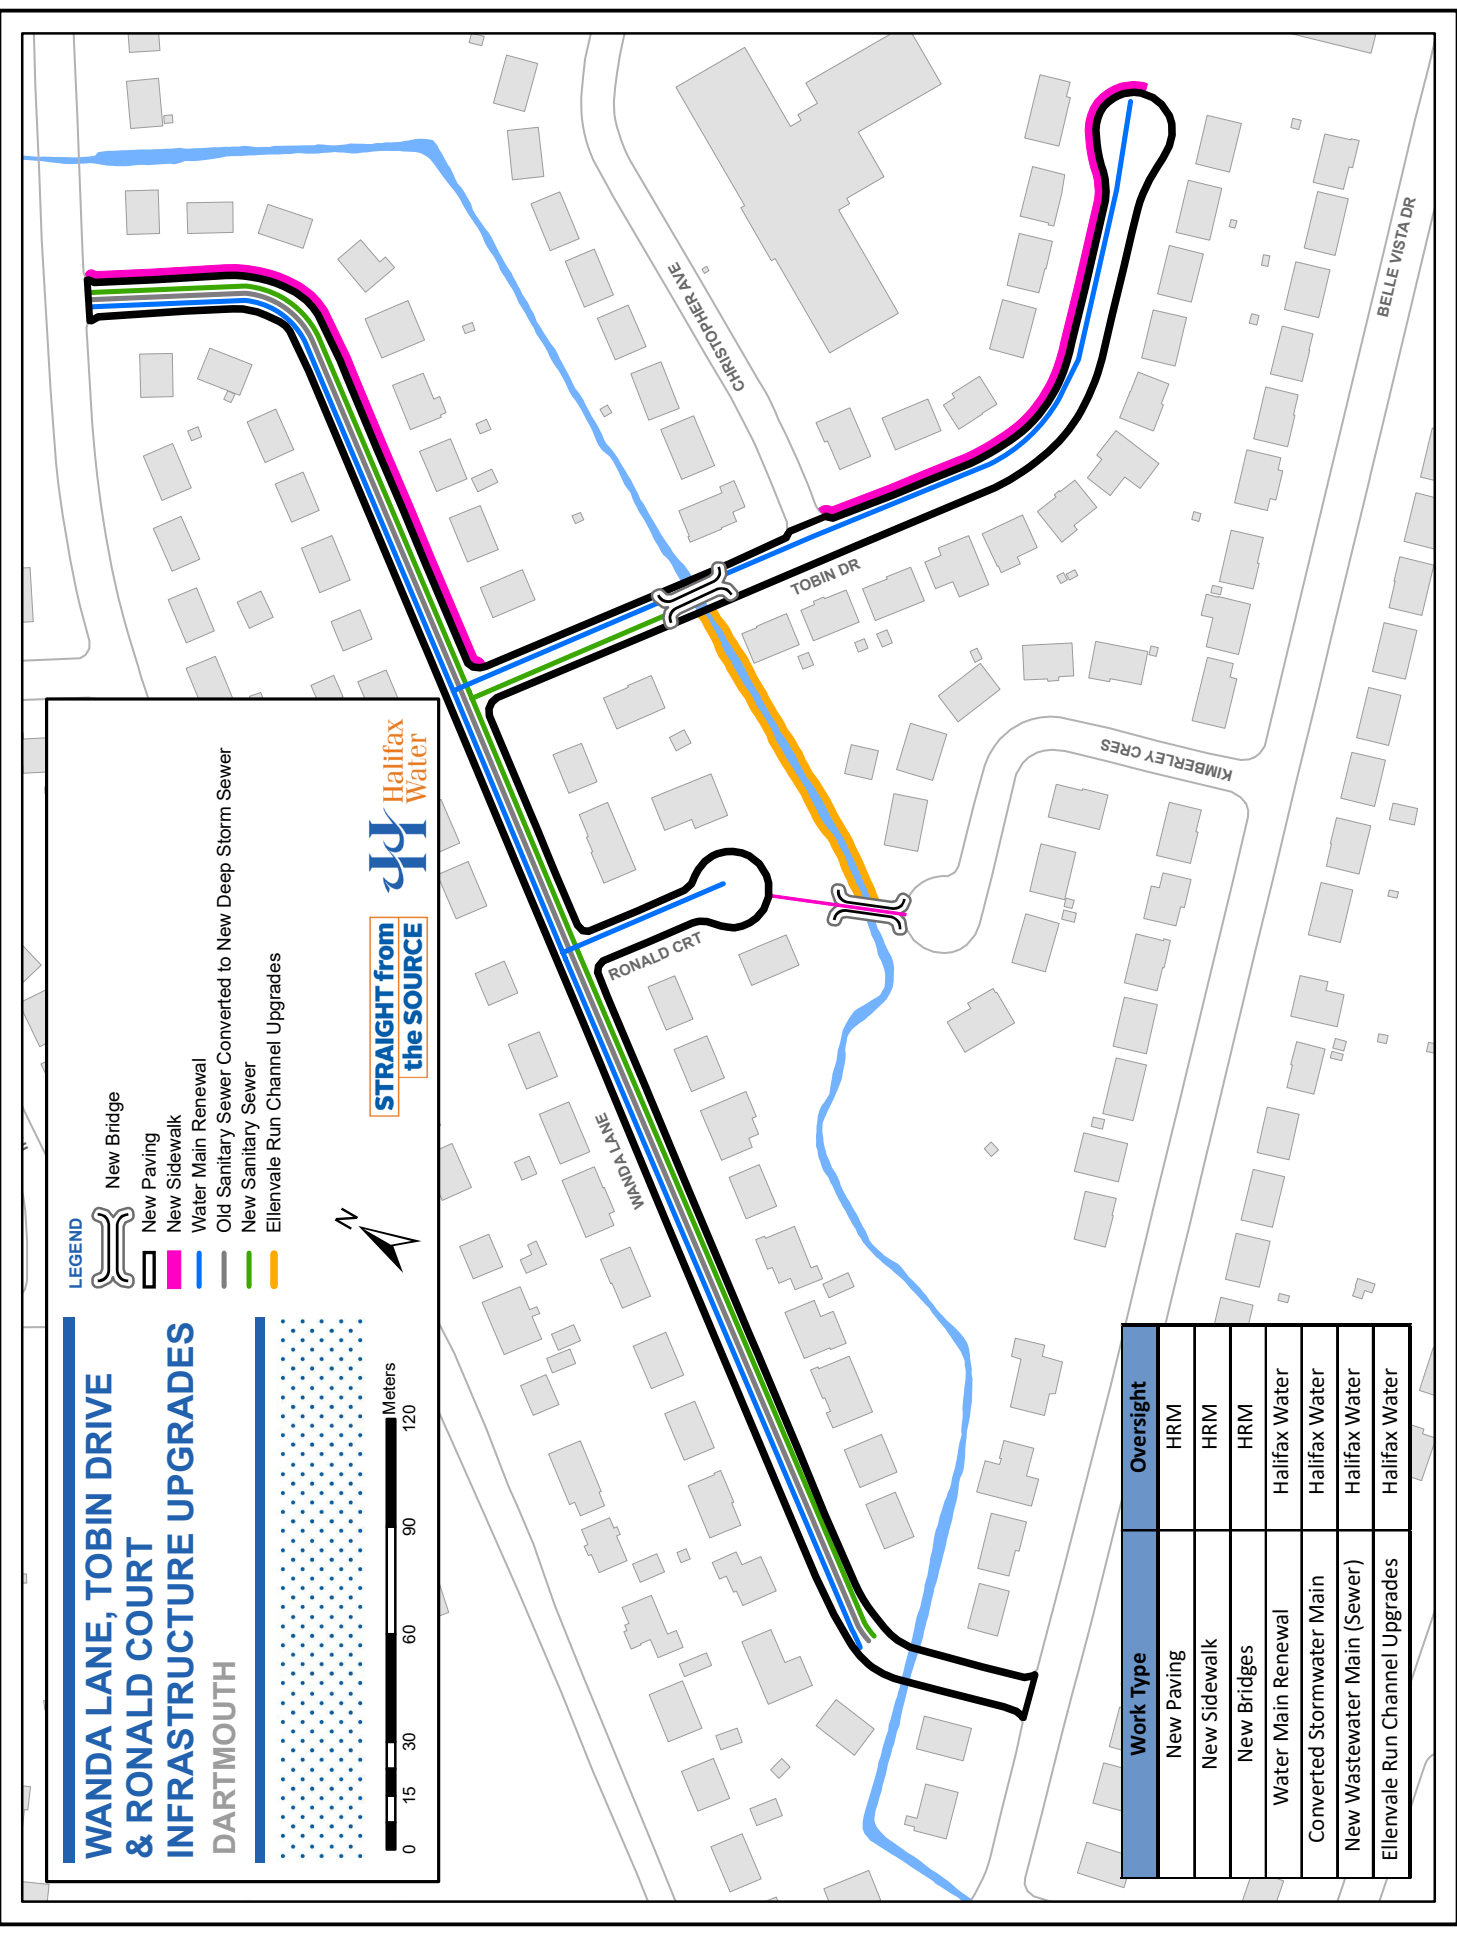 WANDA LANE, TOBIN DRIVE
& RONALD COURT
INFRASTRUCTURE UPGRADES
DARTMOUTH
0 15 30 60 90 120
Meters
LEGEND
New Bridge
New Paving
New Sidewalk
Water Main Renewal
Old Sanitary Sewer Converted to New Deep Storm Sewer
New Sanitary Sewer
Ellenvale Run Channel Upgrades
N
STRAIGHT from
the SOURCE
Halifax
Water
WANDA LANE
RONALD CRT
TOBIN DR
CHRISTOPHER AVE
KIMBERLEY CRES
BELLE VISTA DR
Work Type Oversight
New Paving HRM
New Sidewalk HRM
New Bridges HRM
Water Main Renewal Halifax Water
Converted Stormwater Main Halifax Water
New Wastewater Main (Sewer) Halifax Water
Ellenvale Run Channel Upgrades Halifax Water